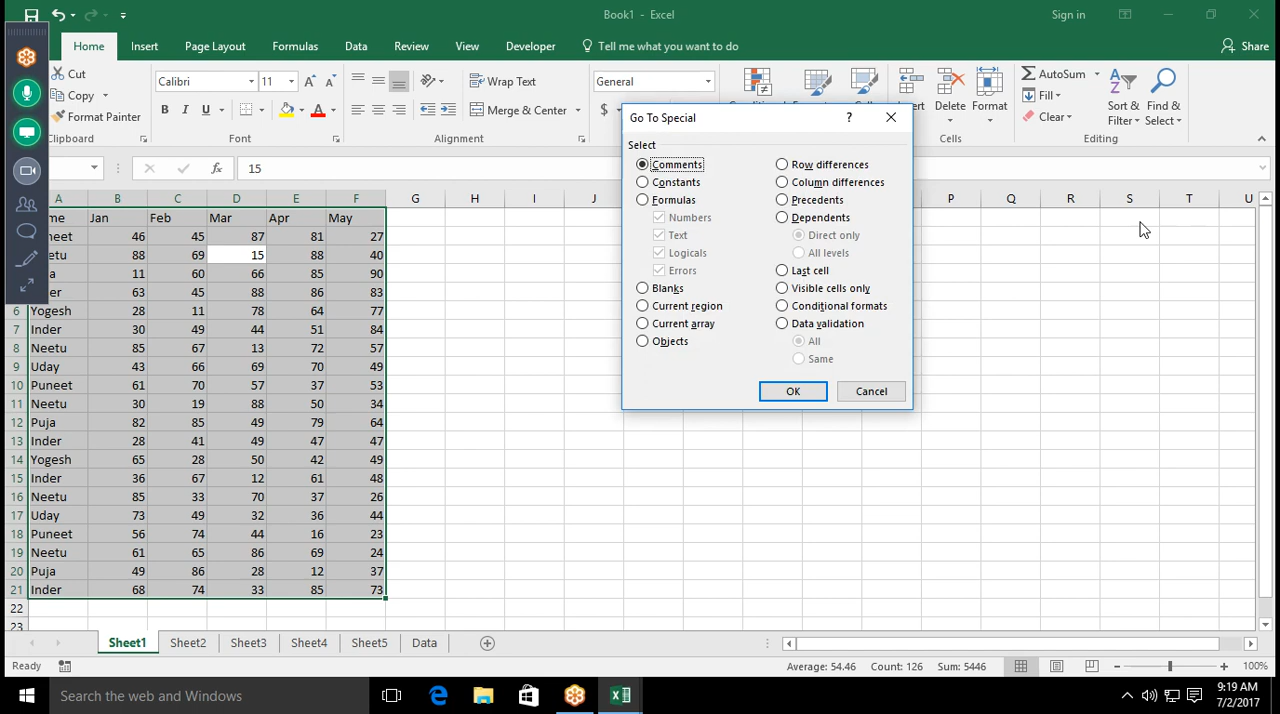 Book1 - Excel
Sign in
Home Insert Page Layout Formulas Data Review View Developer Tell me what you want to do Share
Cut
Copy
Format Painter
Calibri 11
B I U
Wrap Text
Merge & Center
General
$
Delete Format
AutoSum
Fill
Clear
Sort & Filter
Find & Select
Font Alignment Cells Editing
15
A B C D E F G H I J P Q R S T U
Jan Feb Mar Apr May
46 45 87 81 27
88 69 15 88 40
11 60 66 85 90
63 45 88 86 83
6 Yogesh 28 11 78 64 77
7 Inder 30 49 44 51 84
8 Neetu 85 67 13 72 57
9 Uday 43 66 69 70 49
10 Puneet 61 70 57 37 53
11 Neetu 30 19 88 50 34
12 Puja 82 85 49 79 64
13 Inder 28 41 49 47 47
14 Yogesh 65 28 50 42 49
15 Inder 36 67 12 61 48
16 Neetu 85 33 70 37 26
17 Uday 73 49 32 36 44
18 Puneet 56 74 44 16 23
19 Neetu 61 65 86 69 24
20 Puja 49 86 28 12 37
21 Inder 68 74 33 85 73
22
23
Go To Special ?
Select
Comments
Constants
Formulas
Numbers
Text
Logicals
Errors
Blanks
Current region
Current array
Objects
Row differences
Column differences
Precedents
Dependents
Direct only
All levels
Last cell
Visible cells only
Conditional formats
Data validation
All
Same
OK Cancel
Sheet1 Sheet2 Sheet3 Sheet4 Sheet5 Data
Ready Average: 54.46 Count: 126 Sum: 5446 100%
Search the web and Windows
9:19 AM
7/2/2017